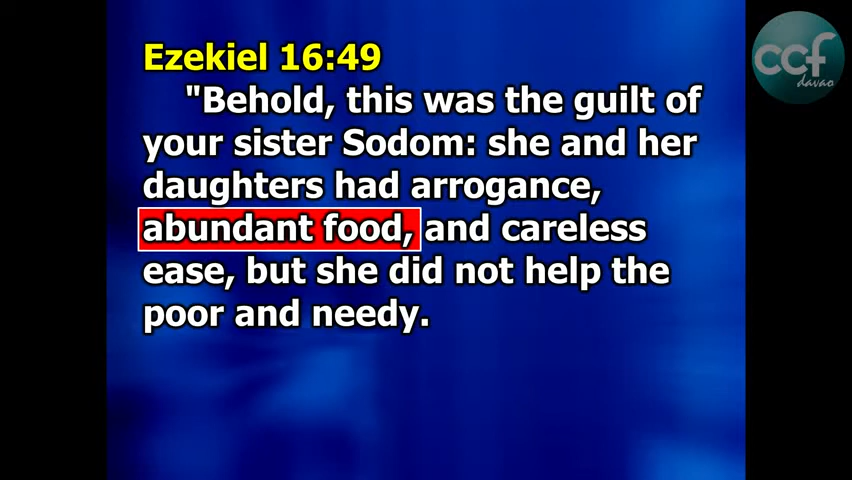 Ezekiel 16:49
"Behold, this was the guilt of
your sister Sodom: she and her
daughters had arrogance,
abundant food, and careless
ease, but she did not help the
poor and needy.
ccf
davao